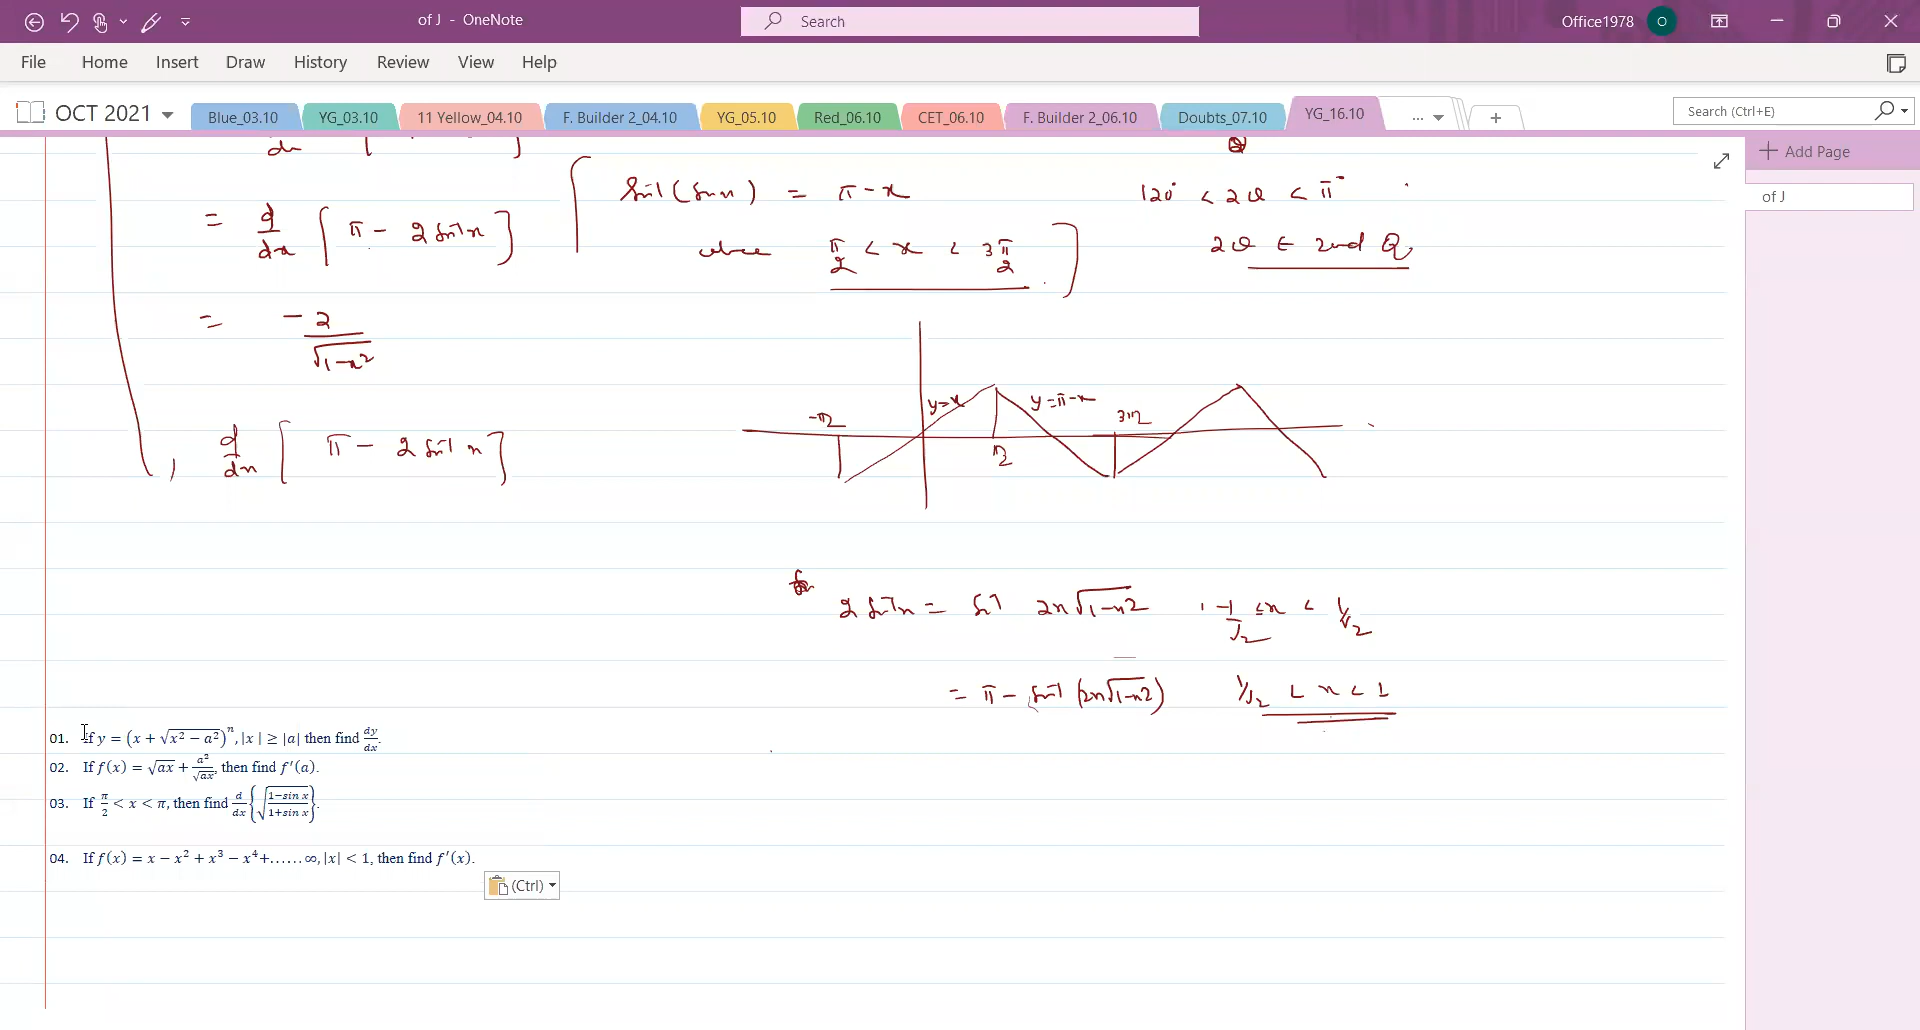 of J - OneNote
Search
Office1978
O
File Home Insert Draw History Review View Help
OCT 2021
Blue_03.10 YG_03.10 11 Yellow_04.10 F. Builder 2_04.10 YG_05.10 Red_06.10 CET_06.10 F. Builder 2_06.10 Doubts_07.10 YG_16.10 ...
Search (Ctrl+E)
Add Page
of J
d/dx
= d/dx [π - 2 sin⁻¹x]
sin⁻¹(sin x) = π - x
where π/2 < x < 3π/2
120° < 2θ < π
2θ ∈ 2nd Q
= -2/√1-x²
-π/2 y=x y=π-x 3π/2
π/2
, d/dx [π - 2 sin⁻¹x]
2 sin⁻¹x = sin⁻¹ 2x√1-x² , -1/√2 ≤ x < 1/√2
= π - sin⁻¹(2x√1-x²) 1/√2 < x < 1
01. If y = (x + √x² − a²)ⁿ, |x| ≥ |a| then find dy/dx.
02. If f(x) = √ax + a²/√ax, then find f′(a).
03. If π/2 < x < π, then find d/dx {√1−sin x/1+sin x}.
04. If f(x) = x − x² + x³ − x⁴+......∞, |x| < 1, then find f′(x).
(Ctrl)